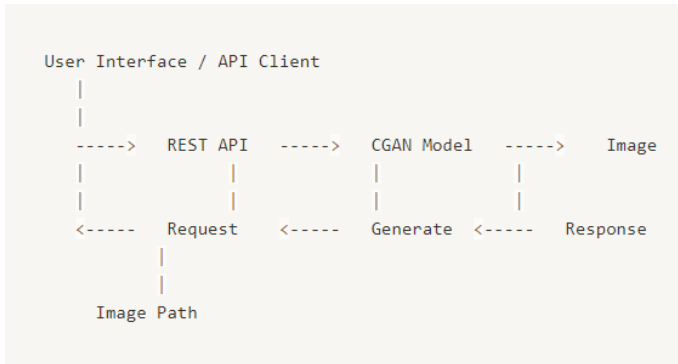 User Interface / API Client
|
|
-----> REST API -----> CGAN Model -----> Image
| | | |
| | | |
<----- Request <----- Generate <----- Response
|
|
Image Path